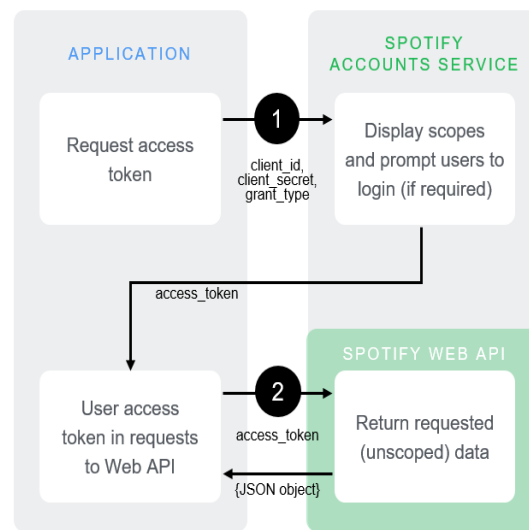 APPLICATION
SPOTIFY
ACCOUNTS SERVICE
Request access
token
1
client_id,
client_secret,
grant_type
Display scopes
and prompt users to
login (if required)
access_token
SPOTIFY WEB API
User access
token in requests
to Web API
2
access_token
{JSON object}
Return requested
(unscoped) data